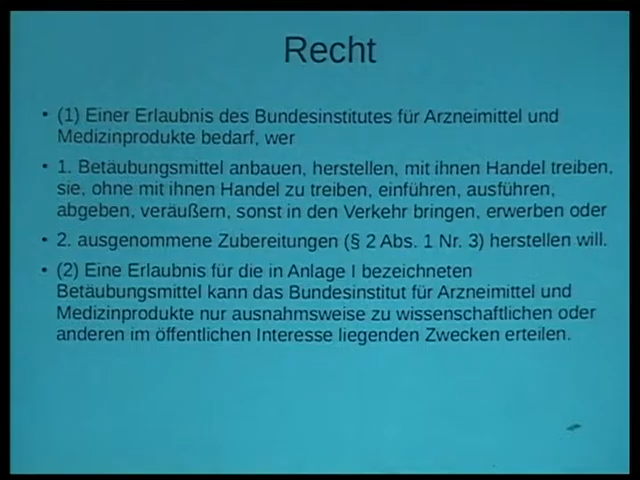 Recht
• (1) Einer Erlaubnis des Bundesinstitutes für Arzneimittel und
Medizinprodukte bedarf, wer
• 1. Betäubungsmittel anbauen, herstellen, mit ihnen Handel treiben,
sie, ohne mit ihnen Handel zu treiben, einführen, ausführen,
abgeben, veräußern, sonst in den Verkehr bringen, erwerben oder
• 2. ausgenommene Zubereitungen (§ 2 Abs. 1 Nr. 3) herstellen will.
• (2) Eine Erlaubnis für die in Anlage I bezeichneten
Betäubungsmittel kann das Bundesinstitut für Arzneimittel und
Medizinprodukte nur ausnahmsweise zu wissenschaftlichen oder
anderen im öffentlichen Interesse liegenden Zwecken erteilen.